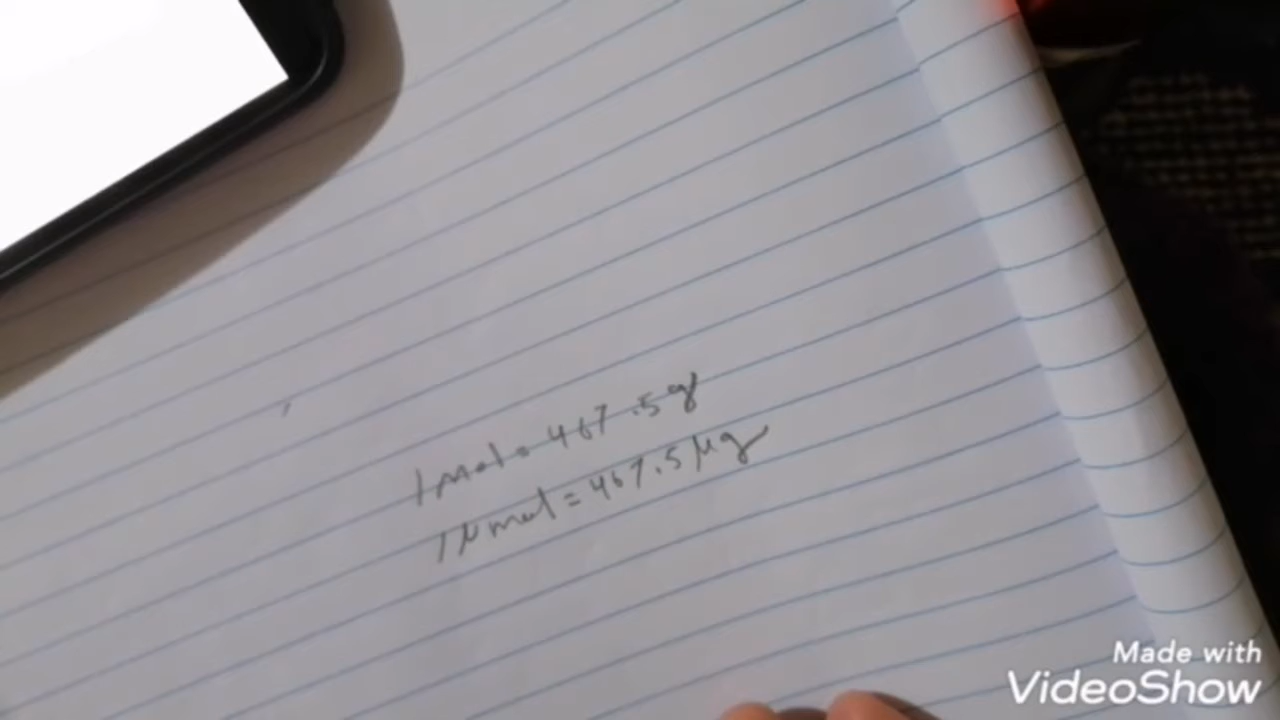 1 mol = 467.5 g
1 μmol = 467.5 μg
Made with
VideoShow